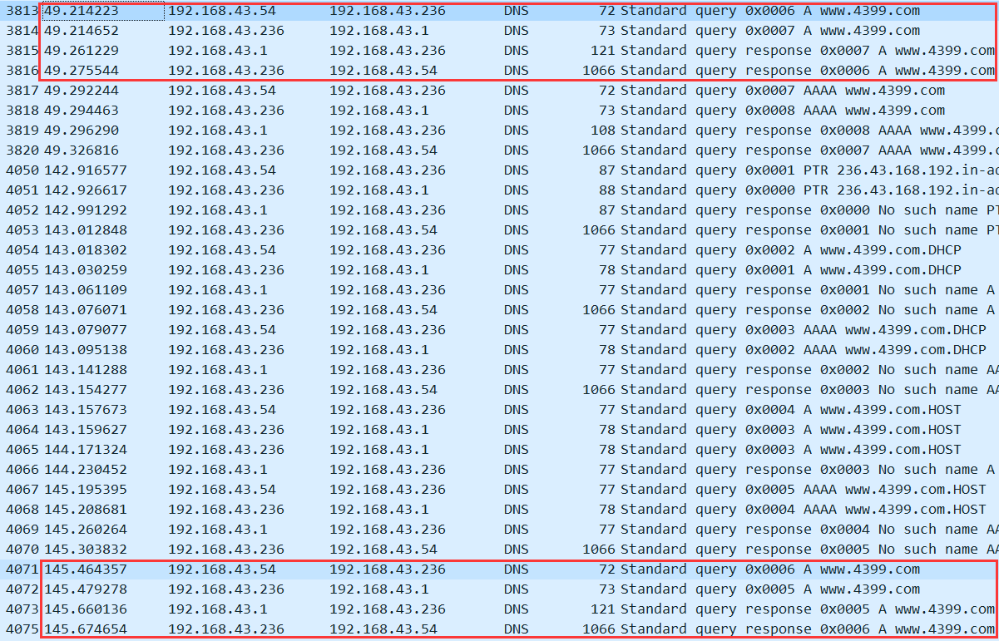 3813 49.214223 192.168.43.54 192.168.43.236 DNS 72 Standard query 0x0006 A www.4399.com
3814 49.214652 192.168.43.236 192.168.43.1 DNS 73 Standard query 0x0007 A www.4399.com
3815 49.261229 192.168.43.1 192.168.43.236 DNS 121 Standard query response 0x0007 A www.4399.com
3816 49.275544 192.168.43.236 192.168.43.54 DNS 1066 Standard query response 0x0006 A www.4399.com
3817 49.292244 192.168.43.54 192.168.43.236 DNS 72 Standard query 0x0007 AAAA www.4399.com
3818 49.294463 192.168.43.236 192.168.43.1 DNS 73 Standard query 0x0008 AAAA www.4399.com
3819 49.296290 192.168.43.1 192.168.43.236 DNS 108 Standard query response 0x0008 AAAA www.4399.c
3820 49.326816 192.168.43.236 192.168.43.54 DNS 1066 Standard query response 0x0007 AAAA www.4399.c
4050 142.916577 192.168.43.54 192.168.43.236 DNS 87 Standard query 0x0001 PTR 236.43.168.192.in-ad
4051 142.926617 192.168.43.236 192.168.43.1 DNS 88 Standard query 0x0000 PTR 236.43.168.192.in-ad
4052 142.991292 192.168.43.1 192.168.43.236 DNS 87 Standard query response 0x0000 No such name PT
4053 143.012848 192.168.43.236 192.168.43.54 DNS 1066 Standard query response 0x0001 No such name PT
4054 143.018302 192.168.43.54 192.168.43.236 DNS 77 Standard query 0x0002 A www.4399.com.DHCP
4055 143.030259 192.168.43.236 192.168.43.1 DNS 78 Standard query 0x0001 A www.4399.com.DHCP
4057 143.061109 192.168.43.1 192.168.43.236 DNS 77 Standard query response 0x0001 No such name A
4058 143.076071 192.168.43.236 192.168.43.54 DNS 1066 Standard query response 0x0002 No such name A
4059 143.079077 192.168.43.54 192.168.43.236 DNS 77 Standard query 0x0003 AAAA www.4399.com.DHCP
4060 143.095138 192.168.43.236 192.168.43.1 DNS 78 Standard query 0x0002 AAAA www.4399.com.DHCP
4061 143.141288 192.168.43.1 192.168.43.236 DNS 77 Standard query response 0x0002 No such name AA
4062 143.154277 192.168.43.236 192.168.43.54 DNS 1066 Standard query response 0x0003 No such name AA
4063 143.157673 192.168.43.54 192.168.43.236 DNS 77 Standard query 0x0004 A www.4399.com.HOST
4064 143.159627 192.168.43.236 192.168.43.1 DNS 78 Standard query 0x0003 A www.4399.com.HOST
4065 144.171324 192.168.43.236 192.168.43.1 DNS 78 Standard query 0x0003 A www.4399.com.HOST
4066 144.230452 192.168.43.1 192.168.43.236 DNS 77 Standard query response 0x0003 No such name A
4067 145.195395 192.168.43.54 192.168.43.236 DNS 77 Standard query 0x0005 AAAA www.4399.com.HOST
4068 145.208681 192.168.43.236 192.168.43.1 DNS 78 Standard query 0x0004 AAAA www.4399.com.HOST
4069 145.260264 192.168.43.1 192.168.43.236 DNS 77 Standard query response 0x0004 No such name AA
4070 145.303832 192.168.43.236 192.168.43.54 DNS 1066 Standard query response 0x0005 No such name AA
4071 145.464357 192.168.43.54 192.168.43.236 DNS 72 Standard query 0x0006 A www.4399.com
4072 145.479278 192.168.43.236 192.168.43.1 DNS 73 Standard query 0x0005 A www.4399.com
4073 145.660136 192.168.43.1 192.168.43.236 DNS 121 Standard query response 0x0005 A www.4399.com
4075 145.674654 192.168.43.236 192.168.43.54 DNS 1066 Standard query response 0x0006 A www.4399.com